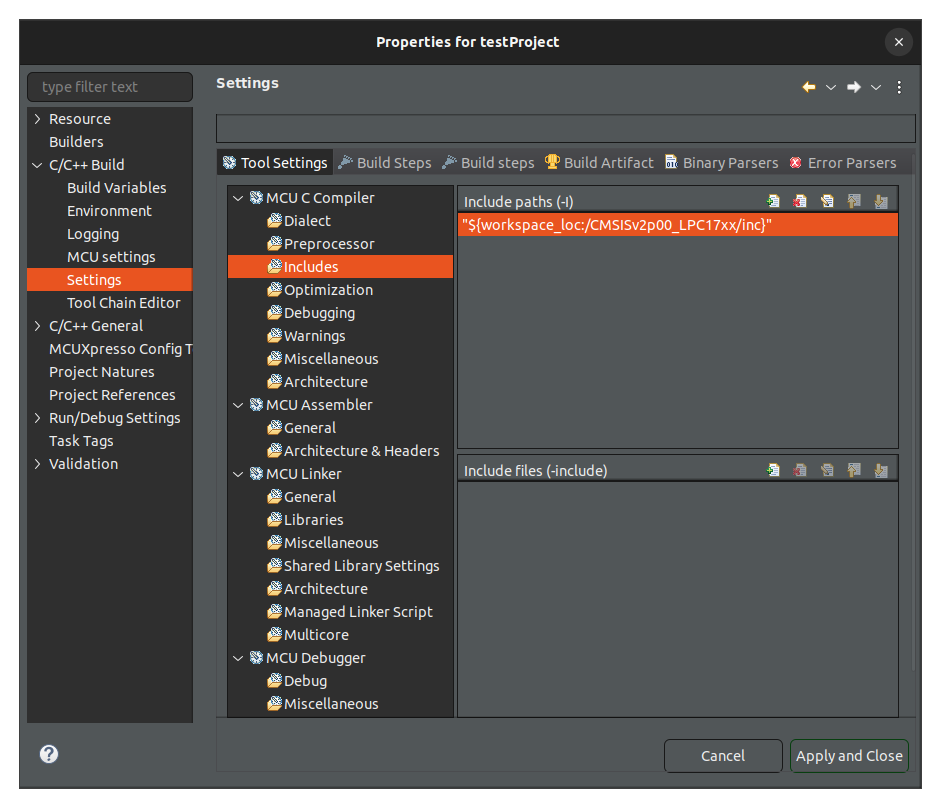 Properties for testProject
type filter text
Resource
Builders
C/C++ Build
Build Variables
Environment
Logging
MCU settings
Settings
Tool Chain Editor
C/C++ General
MCUXpresso Config T
Project Natures
Project References
Run/Debug Settings
Task Tags
Validation
Settings
Tool Settings Build Steps Build steps Build Artifact Binary Parsers Error Parsers
MCU C Compiler
Dialect
Preprocessor
Includes
Optimization
Debugging
Warnings
Miscellaneous
Architecture
MCU Assembler
General
Architecture & Headers
MCU Linker
General
Libraries
Miscellaneous
Shared Library Settings
Architecture
Managed Linker Script
Multicore
MCU Debugger
Debug
Miscellaneous
Include paths (-I)
"${workspace_loc:/CMSISv2p00_LPC17xx/inc}"
Include files (-include)
Cancel
Apply and Close